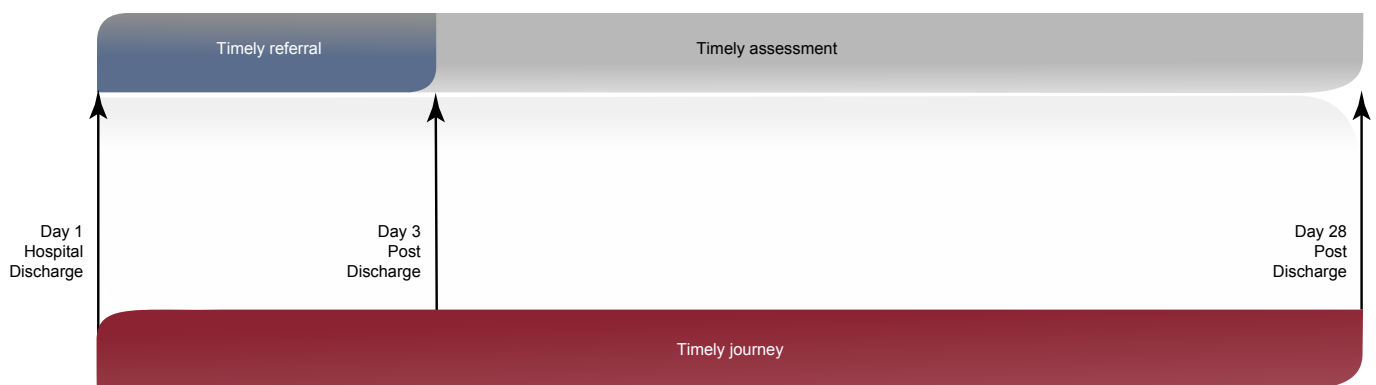 Timely referral
Timely assessment
Day 1
Hospital
Discharge
Day 3
Post
Discharge
Day 28
Post
Discharge
Timely journey